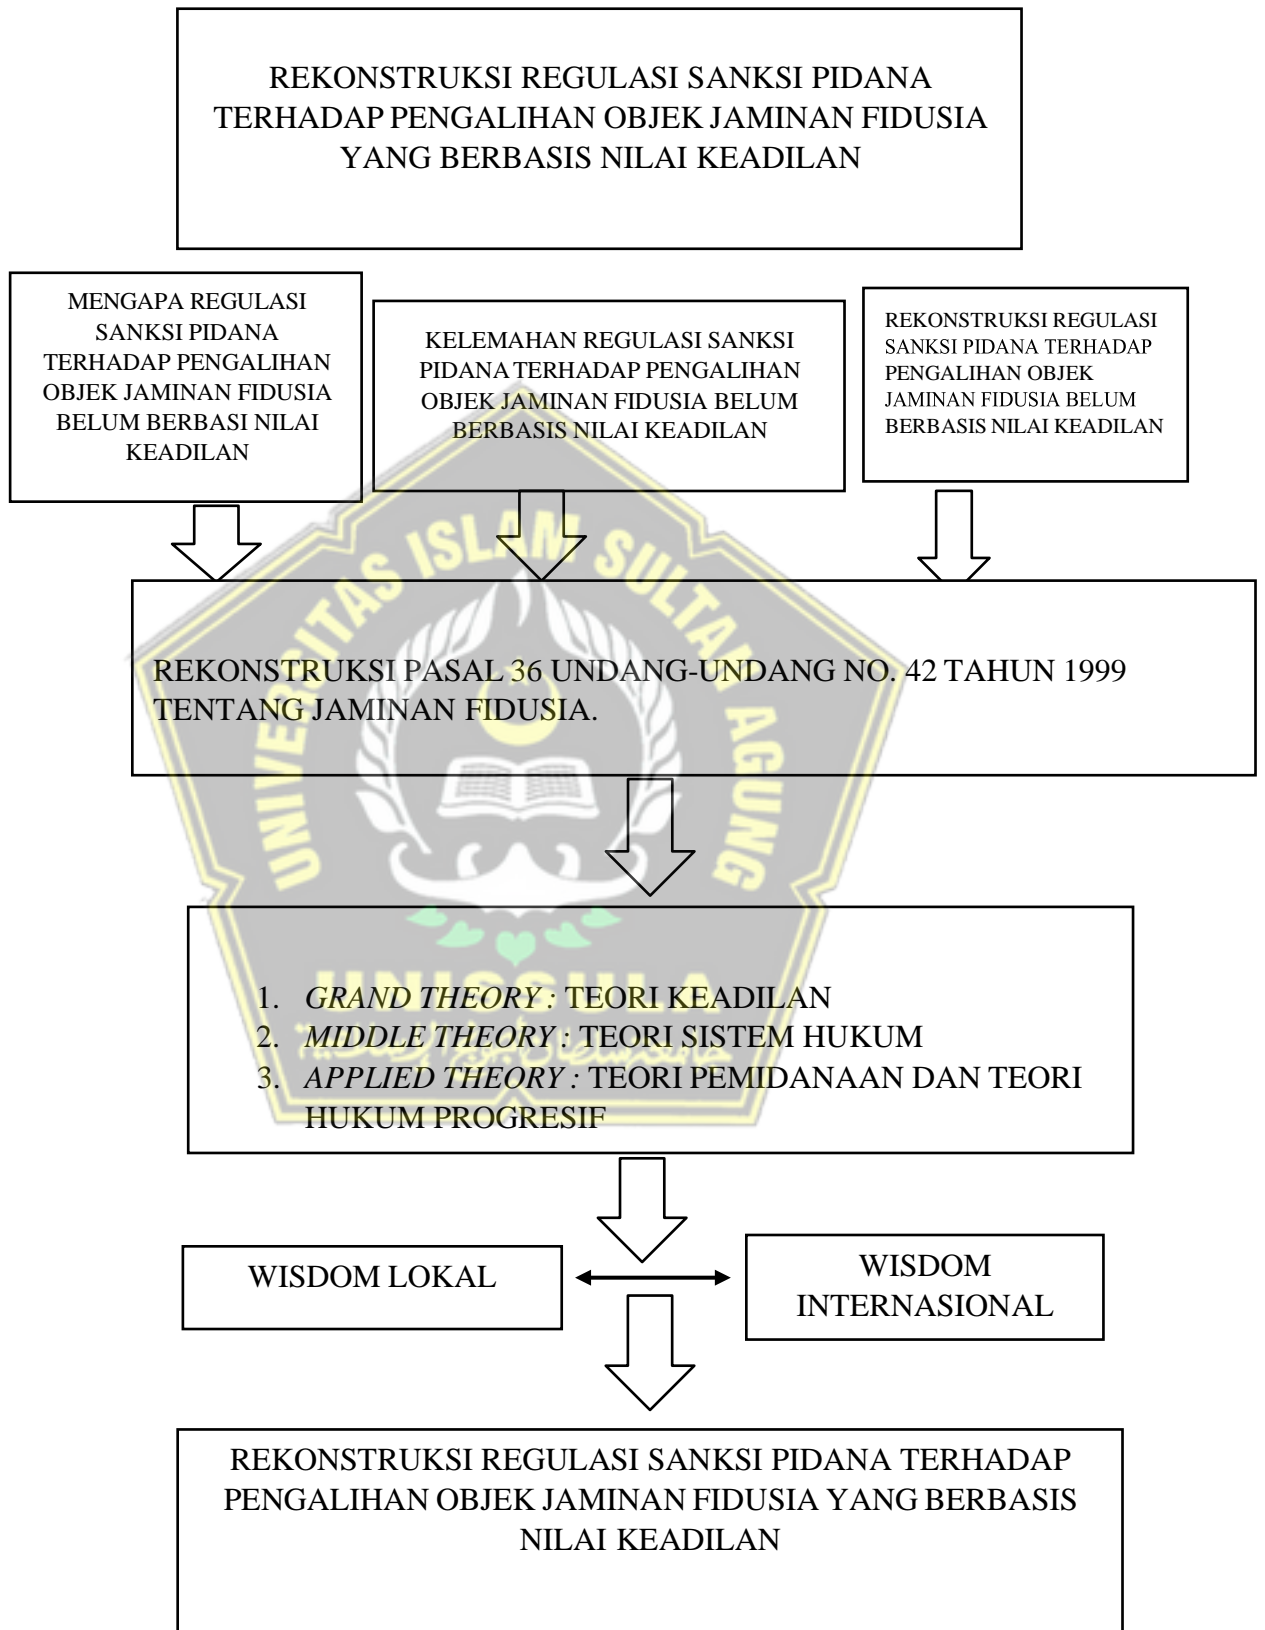 REKONSTRUKSI REGULASI SANKSI PIDANA
TERHADAP PENGALIHAN OBJEK JAMINAN FIDUSIA
YANG BERBASIS NILAI KEADILAN
MENGAPA REGULASI
SANKSI PIDANA
TERHADAP PENGALIHAN
OBJEK JAMINAN FIDUSIA
BELUM BERBASI NILAI
KEADILAN
KELEMAHAN REGULASI SANKSI
PIDANA TERHADAP PENGALIHAN
OBJEK JAMINAN FIDUSIA BELUM
BERBASIS NILAI KEADILAN
REKONSTRUKSI REGULASI
SANKSI PIDANA TERHADAP
PENGALIHAN OBJEK
JAMINAN FIDUSIA BELUM
BERBASIS NILAI KEADILAN
UNIVERSITAS ISLAM SULTAN AGUNG
REKONSTRUKSI PASAL 36 UNDANG-UNDANG NO. 42 TAHUN 1999
TENTANG JAMINAN FIDUSIA.
UNISSULA
1. GRAND THEORY : TEORI KEADILAN
2. MIDDLE THEORY : TEORI SISTEM HUKUM
3. APPLIED THEORY : TEORI PEMIDANAAN DAN TEORI
HUKUM PROGRESIF
WISDOM LOKAL
WISDOM
INTERNASIONAL
REKONSTRUKSI REGULASI SANKSI PIDANA TERHADAP
PENGALIHAN OBJEK JAMINAN FIDUSIA YANG BERBASIS
NILAI KEADILAN